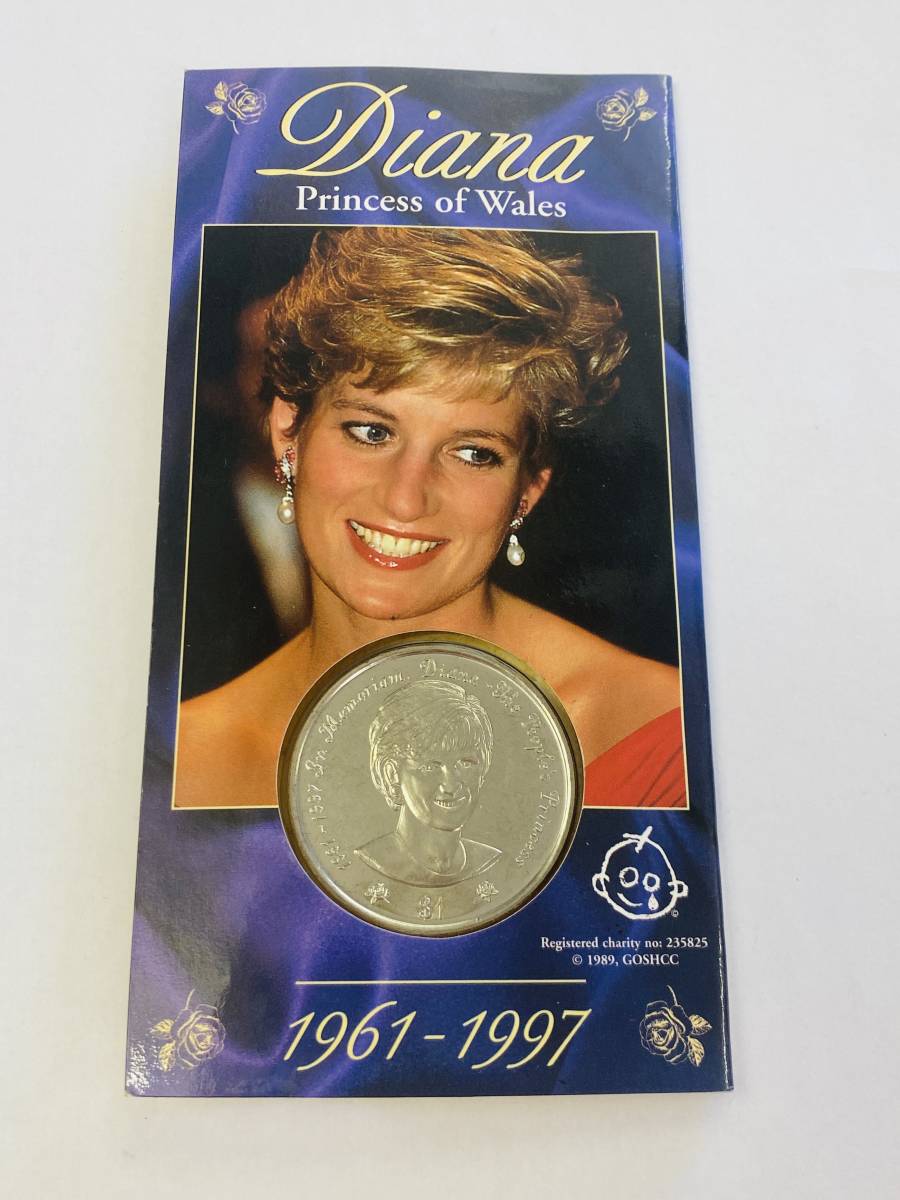 Diana
Princess of Wales
1961 - 1997 In Memoriam, Diana - The People's Princess
$1
©
Registered charity no: 235825
© 1989, GOSHCC
1961 - 1997